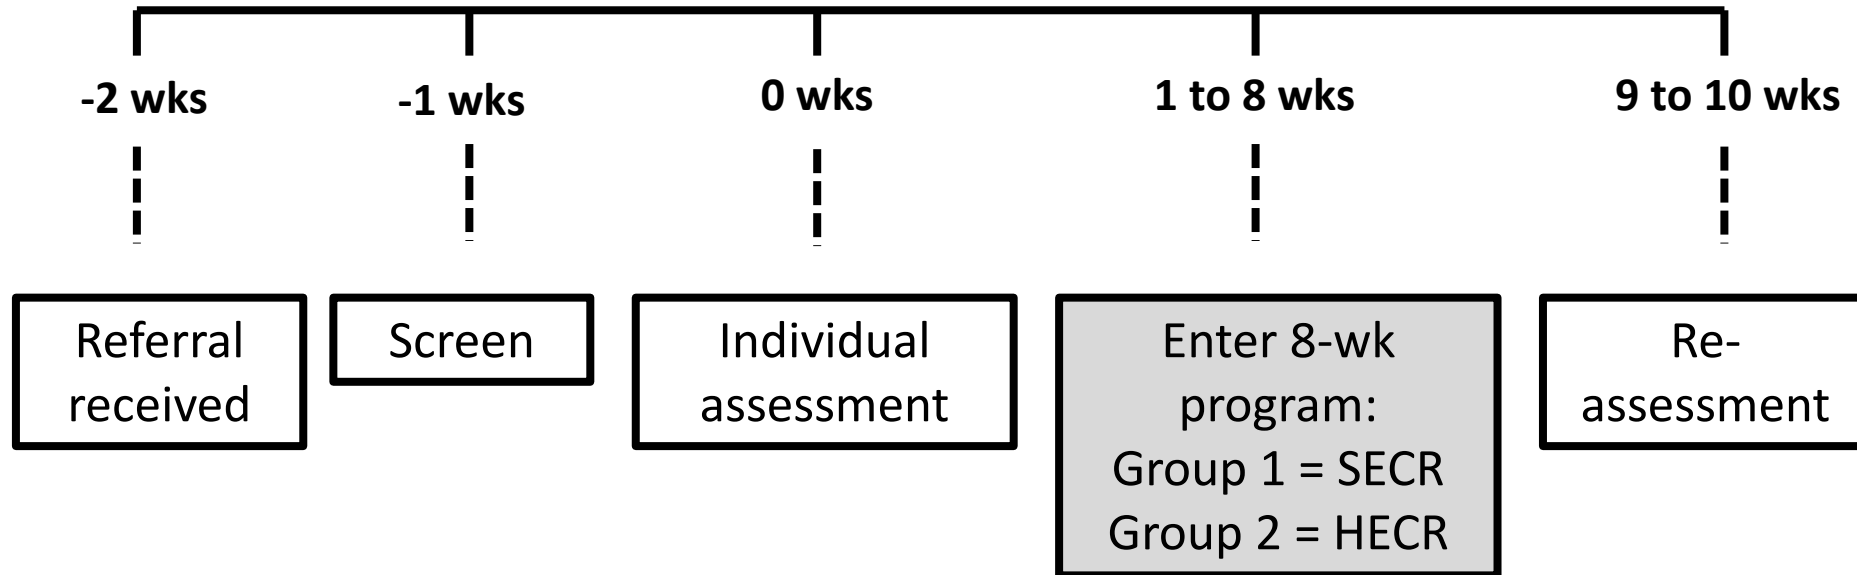 -2 wks
-1 wks
0 wks
1 to 8 wks
9 to 10 wks
Referral
received
Screen
Individual
assessment
Enter 8-wk
program:
Group 1 = SECR
Group 2 = HECR
Re-
assessment